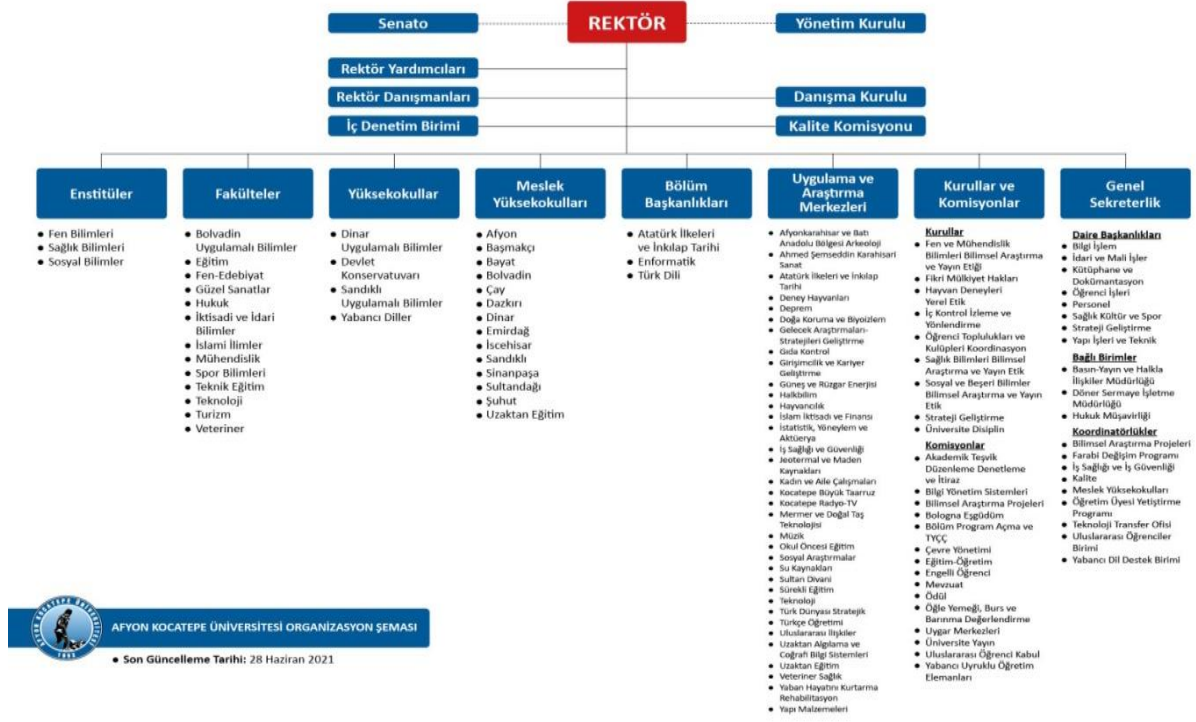 Senato
REKTÖR
Yönetim Kurulu
Rektör Yardımcıları
Rektör Danışmanları
Danışma Kurulu
İç Denetim Birimi
Kalite Komisyonu
Enstitüler
● Fen Bilimleri
● Sağlık Bilimleri
● Sosyal Bilimler
Fakülteler
● Bolvadin
Uygulamalı Bilimler
● Eğitim
● Fen-Edebiyat
● Güzel Sanatlar
● Hukuk
● İktisadi ve İdari
Bilimler
● İslami İlimler
● Mühendislik
● Spor Bilimleri
● Teknik Eğitim
● Teknoloji
● Turizm
● Veteriner
Yüksekokullar
● Dinar
Uygulamalı Bilimler
● Devlet
Konservatuvarı
● Sandıklı
Uygulamalı Bilimler
● Yabancı Diller
Meslek
Yüksekokulları
● Afyon
● Başmakçı
● Bayat
● Bolvadin
● Çay
● Dazkırı
● Dinar
● Emirdağ
● İscehisar
● Sandıklı
● Sinanpaşa
● Sultandağı
● Şuhut
● Uzaktan Eğitim
Bölüm
Başkanlıkları
● Atatürk İlkeleri
ve İnkılap Tarihi
● Enformatik
● Türk Dili
Uygulama ve
Araştırma
Merkezleri
● Afyonkarahisar ve Batı
Anadolu Bölgesi Arkeoloji
● Ahmed Şemseddin Karahisari
Sanat
● Atatürk İlkeleri ve İnkılap
Tarihi
● Deney Hayvanları
● Deprem
● Doğa Koruma ve Biyoizlem
● Gelecek Araştırmaları-
Stratejileri Geliştirme
● Gıda Kontrol
● Girişimcilik ve Kariyer
Geliştirme
● Güneş ve Rüzgar Enerjisi
● Halkbilim
● Hayvancılık
● İslam İktisadı ve Finansı
● İstatistik, Yöneylem ve
Aktüerya
● İş Sağlığı ve Güvenliği
● Jeotermal ve Maden
Kaynakları
● Kadın ve Aile Çalışmaları
● Kocatepe Büyük Taarruz
● Kocatepe Radyo-TV
● Mermer ve Doğal Taş
Teknolojisi
● Müzik
● Okul Öncesi Eğitim
● Sosyal Araştırmalar
● Su Kaynakları
● Sultan Divani
● Sürekli Eğitim
● Teknoloji
● Türk Dünyası Stratejik
● Türkçe Öğretimi
● Uluslararası İlişkiler
● Uzaktan Algılama ve
Coğrafi Bilgi Sistemleri
● Uzaktan Eğitim
● Veteriner Sağlık
● Yaban Hayatını Kurtarma
Rehabilitasyon
● Yapı Malzemeleri
Kurullar ve
Komisyonlar
Kurullar
● Fen ve Mühendislik
Bilimleri Bilimsel Araştırma
ve Yayın Etiği
● Fikri Mülkiyet Hakları
● Hayvan Deneyleri
Yerel Etik
● İç Kontrol İzleme ve
Yönlendirme
● Öğrenci Toplulukları ve
Kulüpleri Koordinasyon
● Sağlık Bilimleri Bilimsel
Araştırma ve Yayın Etik
● Sosyal ve Beşeri Bilimler
Bilimsel Araştırma ve Yayın
Etik
● Strateji Geliştirme
● Üniversite Disiplin
Komisyonlar
● Akademik Teşvik
Düzenleme Denetleme
ve İtiraz
● Bilgi Yönetim Sistemleri
● Bilimsel Araştırma Projeleri
● Bologna Eşgüdüm
● Bölüm Program Açma ve
TYÇÇ
● Çevre Yönetimi
● Eğitim-Öğretim
● Engelli Öğrenci
● Mevzuat
● Ödül
● Öğle Yemeği, Burs ve
Barınma Değerlendirme
● Uygar Merkezleri
● Üniversite Yayın
● Uluslararası Öğrenci Kabul
● Yabancı Uyruklu Öğretim
Elemanları
Genel
Sekreterlik
Daire Başkanlıkları
● Bilgi İşlem
● İdari ve Mali İşler
● Kütüphane ve
Dokümantasyon
● Öğrenci İşleri
● Personel
● Sağlık Kültür ve Spor
● Strateji Geliştirme
● Yapı İşleri ve Teknik
Bağlı Birimler
● Basın-Yayın ve Halkla
İlişkiler Müdürlüğü
● Döner Sermaye İşletme
Müdürlüğü
● Hukuk Müşavirliği
Koordinatörlükler
● Bilimsel Araştırma Projeleri
● Farabi Değişim Programı
● İş Sağlığı ve İş Güvenliği
● Kalite
● Meslek Yüksekokulları
● Öğretim Üyesi Yetiştirme
Programı
● Teknoloji Transfer Ofisi
● Uluslararası Öğrenciler
Birimi
● Yabancı Dil Destek Birimi
AFYON KOCATEPE ÜNİVERSİTESİ
1992
AFYON KOCATEPE ÜNİVERSİTESİ ORGANİZASYON ŞEMASI
● Son Güncelleme Tarihi: 28 Haziran 2021